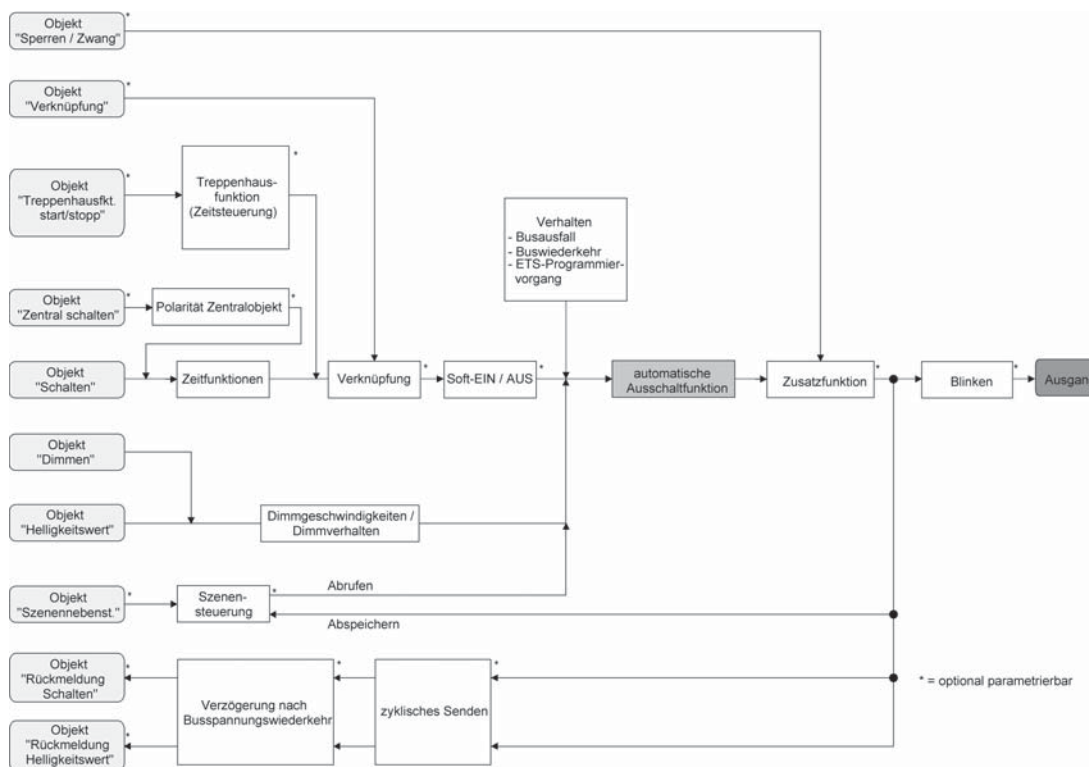 Objekt
"Sperren / Zwang"
*
Objekt
"Verknüpfung"
*
Objekt
"Treppenhausfkt.
start/stopp"
*
Treppenhaus-
funktion
(Zeitsteuerung)
*
Verhalten
- Busausfall
- Buswiederkehr
- ETS-Programmier-
vorgang
Objekt
"Zentral schalten"
*
Polarität Zentralobjekt
*
Objekt
"Schalten"
Zeitfunktionen
Verknüpfung
*
Soft-EIN / AUS
*
automatische
Ausschaltfunktion
Zusatzfunktion
*
Blinken
*
Ausgan
Objekt
"Dimmen"
Objekt
"Helligkeitswert"
Dimmgeschwindigkeiten /
Dimmverhalten
Objekt
"Szenennebenst."
*
Szenen-
steuerung
*
Abrufen
Abspeichern
Objekt
"Rückmeldung
Schalten"
*
Verzögerung nach
Busspannungswiederkehr
*
zyklisches Senden
*
* = optional parametrierbar
Objekt
"Rückmeldung
Helligkeitswert"
*